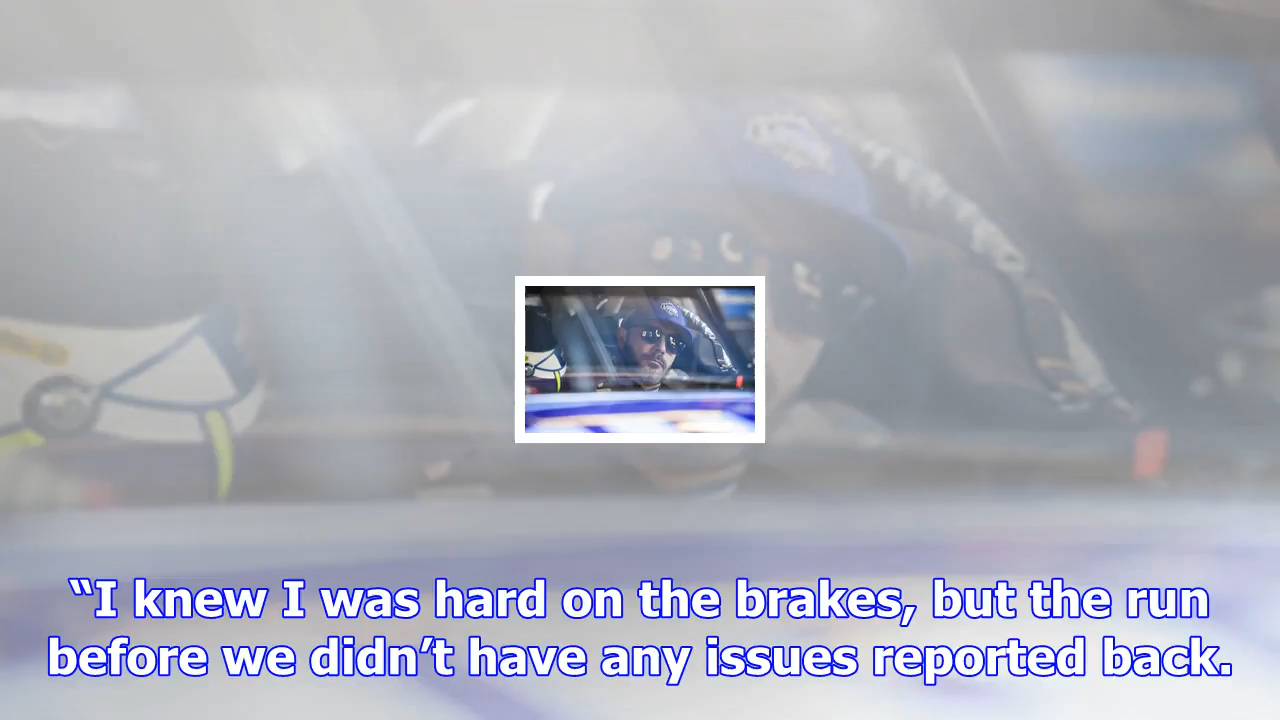 “I knew I was hard on the brakes, but the run
before we didn’t have any issues reported back.